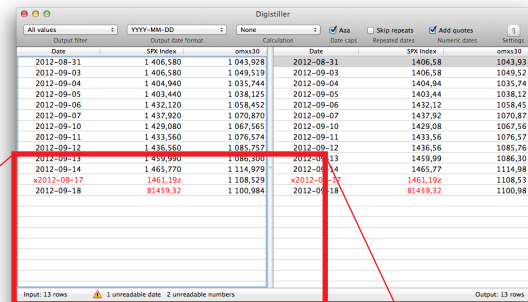 Digistiller
All values YYYY-MM-DD None Aaa Skip repeats Add quotes
Output filter Output date format Calculation Date caps Repeated dates Numeric dates Settings
Date SPX Index omxs30 Date SPX Index omxs30
2012-08-31 1 406,580 1 043,928 2012-08-31 1406,58 1043,93
2012-09-03 1 406,580 1 049,519 2012-09-03 1406,58 1049,52
2012-09-04 1 404,940 1 035,744 2012-09-04 1404,94 1035,74
2012-09-05 1 403,440 1 038,125 2012-09-05 1403,44 1038,12
2012-09-06 1 432,120 1 058,452 2012-09-06 1432,12 1058,45
2012-09-07 1 437,920 1 070,870 2012-09-07 1437,92 1070,87
2012-09-10 1 429,080 1 067,565 2012-09-10 1429,08 1067,56
2012-09-11 1 433,560 1 076,574 2012-09-11 1433,56 1076,57
2012-09-12 1 436,560 1 085,757 2012-09-12 1436,56 1085,76
2012-09-13 1 459,990 1 086,300 2012-09-13 1459,99 1086,30
2012-09-14 1 465,770 1 114,979 2012-09-14 1465,77 1114,98
x2012-09-17 1461,19z 1 108,529 x2012-09-17 1461,19z 1108,53
2012-09-18 B1459,32 1 100,984 2012-09-18 B1459,32 1100,98
Input: 13 rows 1 unreadable date 2 unreadable numbers Output: 13 rows